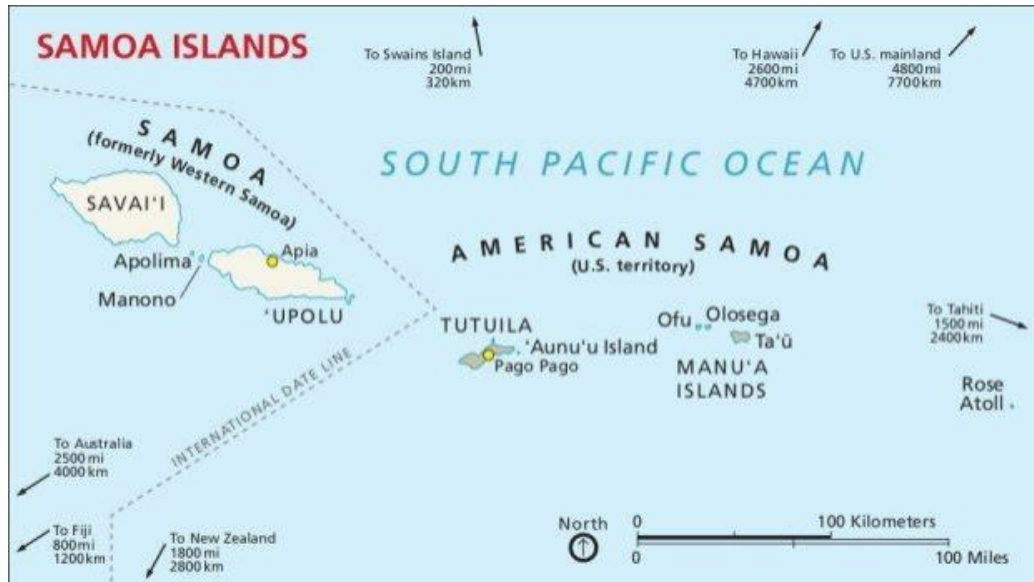 SAMOA ISLANDS
To Swains Island
200mi
320km
To Hawaii
2600mi
4700km
To U.S. mainland
4800mi
7700km
SAMOA
(formerly Western Samoa)
SOUTH PACIFIC OCEAN
SAVAI'I
Apolima
Manono
Apia
'UPOLU
AMERICAN SAMOA
(U.S. territory)
TUTUILA
'Aunu'u Island
Pago Pago
Ofu
Olosega
Ta'ū
MANU'A
ISLANDS
To Tahiti
1500mi
2400km
Rose
Atoll
INTERNATIONAL DATE LINE
To Australia
2500mi
4000km
To Fiji
800mi
1200km
To New Zealand
1800mi
2800km
North
0
100 Kilometers
0
100 Miles